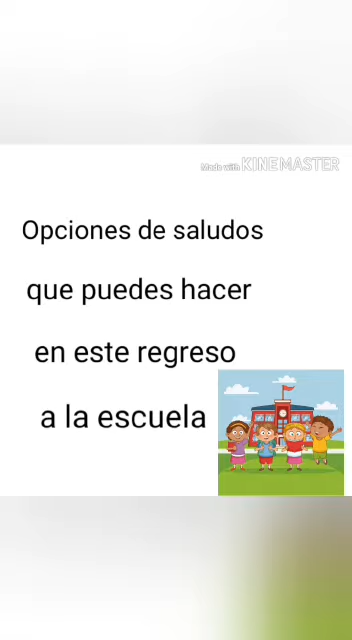 Made with KINEMASTER
Opciones de saludos
que puedes hacer
en este regreso
a la escuela